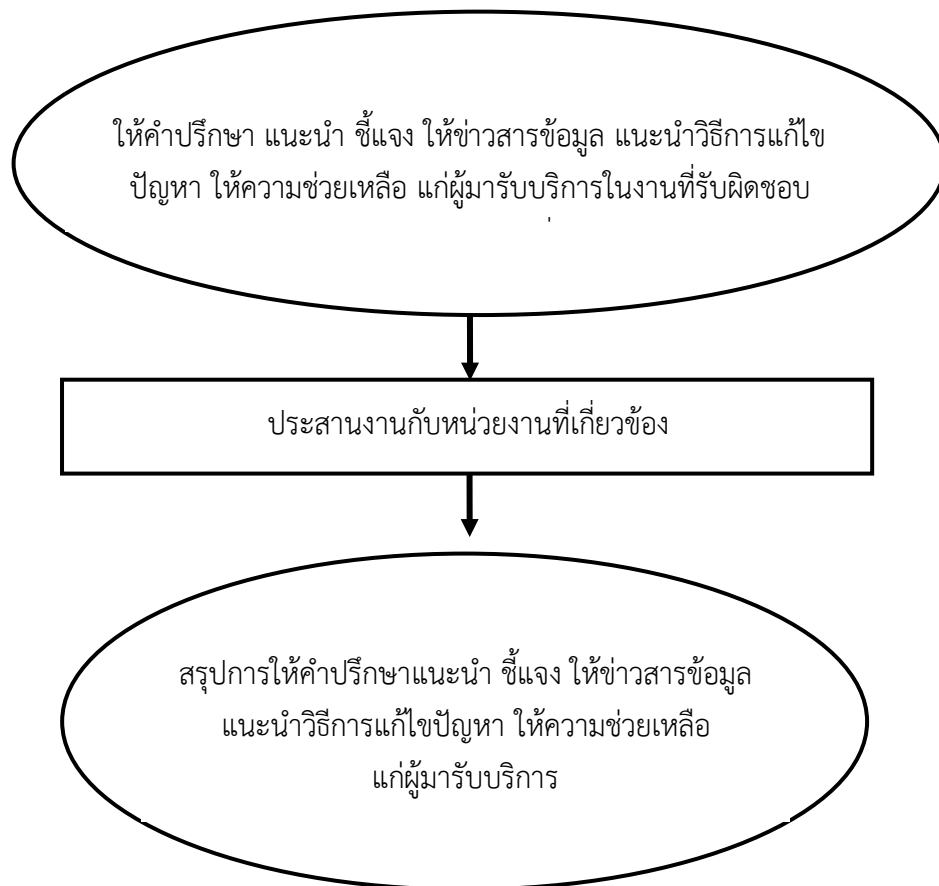 ให้คำปรึกษา แนะนำ ชี้แจง ให้ข่าวสารข้อมูล แนะนำวิธีการแก้ไข
ปัญหา ให้ความช่วยเหลือ แก่ผู้มารับบริการในงานที่รับผิดชอบ
ประสานงานกับหน่วยงานที่เกี่ยวข้อง
สรุปการให้คำปรึกษาแนะนำ ชี้แจง ให้ข่าวสารข้อมูล
แนะนำวิธีการแก้ไขปัญหา ให้ความช่วยเหลือ
แก่ผู้มารับบริการ